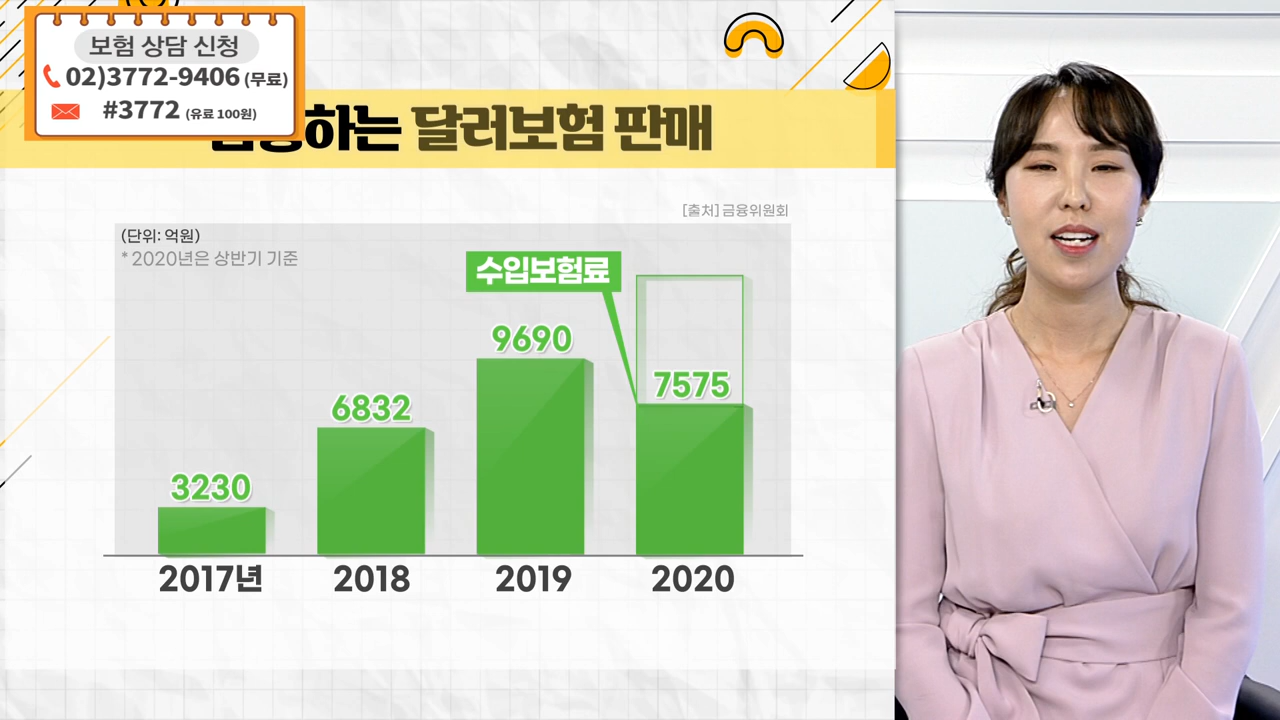 보험 상담 신청
02)3772-9406 (무료)
#3772 (유료 100원)
하는 달러보험 판매
[출처] 금융위원회
(단위: 억원)
* 2020년은 상반기 기준
수입보험료
9690
7575
6832
3230
2017년 2018 2019 2020